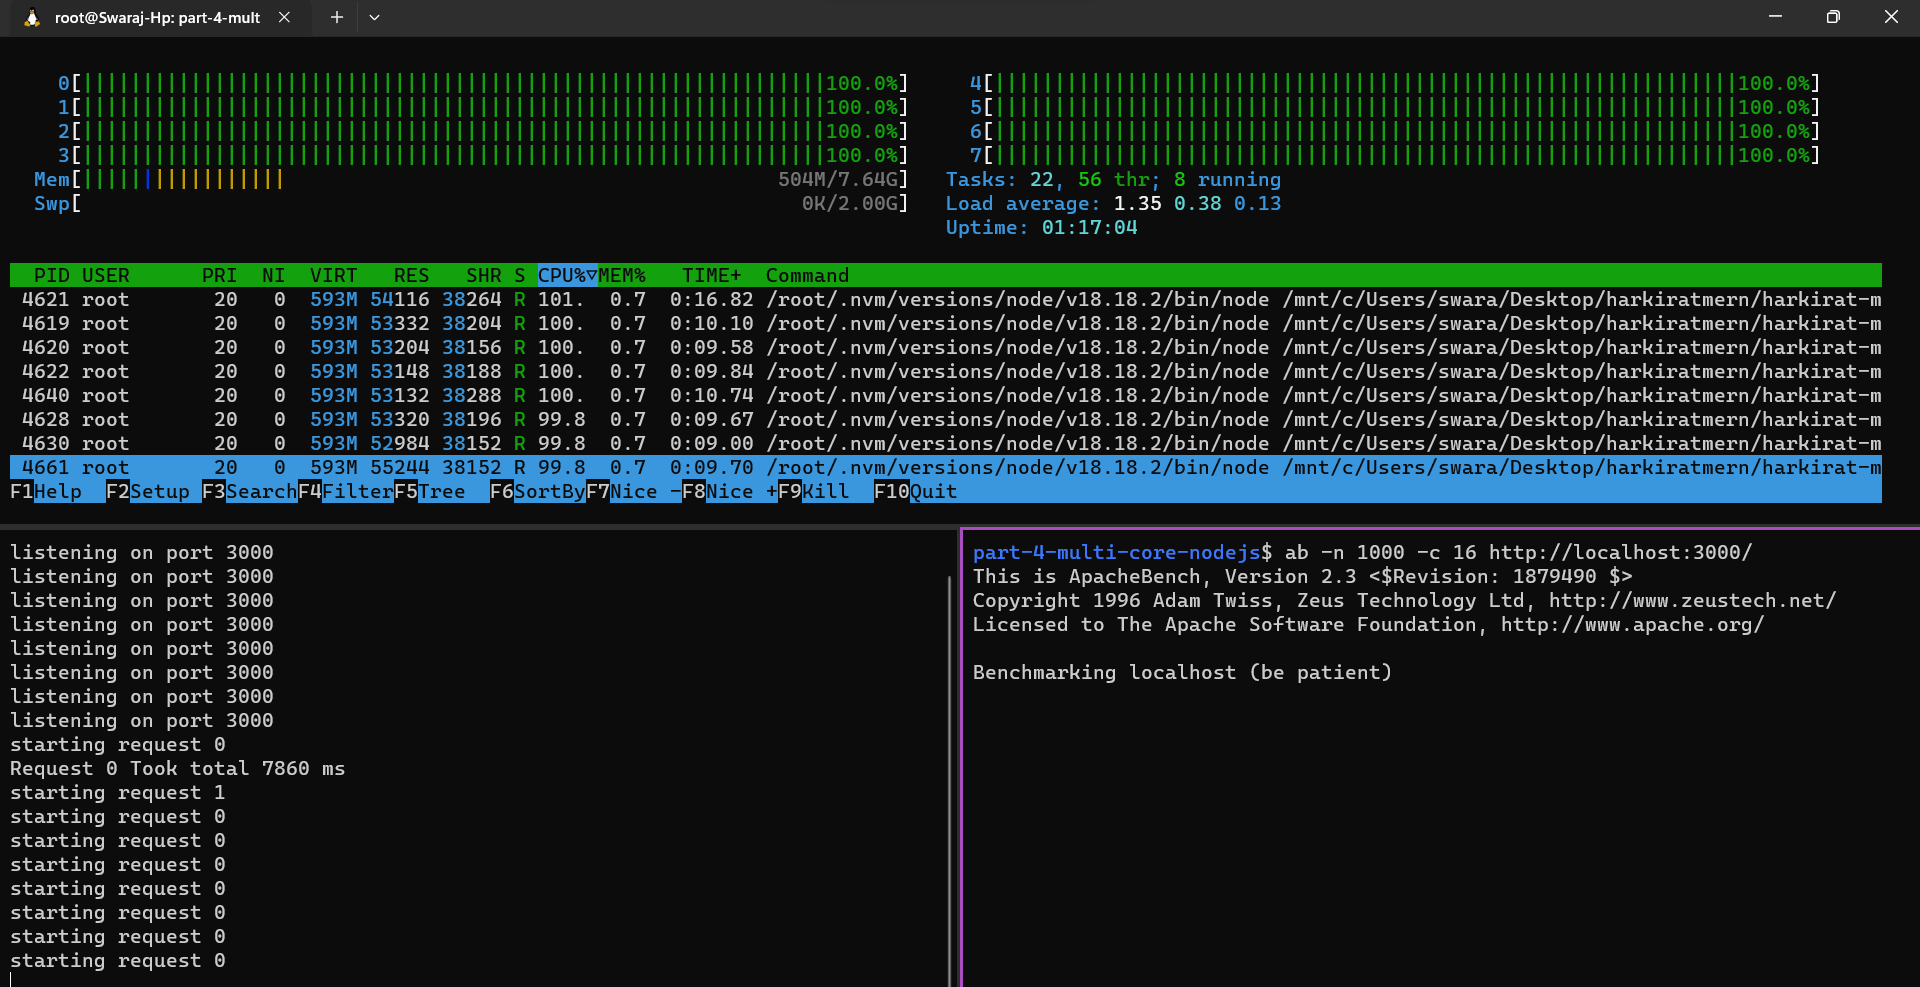 root@Swaraj-Hp: part-4-mult
0[100.0%] 4[100.0%]
1[100.0%] 5[100.0%]
2[100.0%] 6[100.0%]
3[100.0%] 7[100.0%]
Mem[504M/7.64G] Tasks: 22, 56 thr; 8 running
Swp[0K/2.00G] Load average: 1.35 0.38 0.13
Uptime: 01:17:04
PID USER PRI NI VIRT RES SHR S CPU%▽MEM% TIME+ Command
4621 root 20 0 593M 54116 38264 R 101. 0.7 0:16.82 /root/.nvm/versions/node/v18.18.2/bin/node /mnt/c/Users/swara/Desktop/harkiratmern/harkirat-m
4619 root 20 0 593M 53332 38204 R 100. 0.7 0:10.10 /root/.nvm/versions/node/v18.18.2/bin/node /mnt/c/Users/swara/Desktop/harkiratmern/harkirat-m
4620 root 20 0 593M 53204 38156 R 100. 0.7 0:09.58 /root/.nvm/versions/node/v18.18.2/bin/node /mnt/c/Users/swara/Desktop/harkiratmern/harkirat-m
4622 root 20 0 593M 53148 38188 R 100. 0.7 0:09.84 /root/.nvm/versions/node/v18.18.2/bin/node /mnt/c/Users/swara/Desktop/harkiratmern/harkirat-m
4640 root 20 0 593M 53132 38288 R 100. 0.7 0:10.74 /root/.nvm/versions/node/v18.18.2/bin/node /mnt/c/Users/swara/Desktop/harkiratmern/harkirat-m
4628 root 20 0 593M 53320 38196 R 99.8 0.7 0:09.67 /root/.nvm/versions/node/v18.18.2/bin/node /mnt/c/Users/swara/Desktop/harkiratmern/harkirat-m
4630 root 20 0 593M 52984 38152 R 99.8 0.7 0:09.00 /root/.nvm/versions/node/v18.18.2/bin/node /mnt/c/Users/swara/Desktop/harkiratmern/harkirat-m
4661 root 20 0 593M 55244 38152 R 99.8 0.7 0:09.70 /root/.nvm/versions/node/v18.18.2/bin/node /mnt/c/Users/swara/Desktop/harkiratmern/harkirat-m
F1Help F2Setup F3SearchF4FilterF5Tree F6SortByF7Nice -F8Nice +F9Kill F10Quit
listening on port 3000
listening on port 3000
listening on port 3000
listening on port 3000
listening on port 3000
listening on port 3000
listening on port 3000
listening on port 3000
starting request 0
Request 0 Took total 7860 ms
starting request 1
starting request 0
starting request 0
starting request 0
starting request 0
starting request 0
starting request 0
starting request 0
part-4-multi-core-nodejs$ ab -n 1000 -c 16 http://localhost:3000/
This is ApacheBench, Version 2.3 <$Revision: 1879490 $>
Copyright 1996 Adam Twiss, Zeus Technology Ltd, http://www.zeustech.net/
Licensed to The Apache Software Foundation, http://www.apache.org/
Benchmarking localhost (be patient)